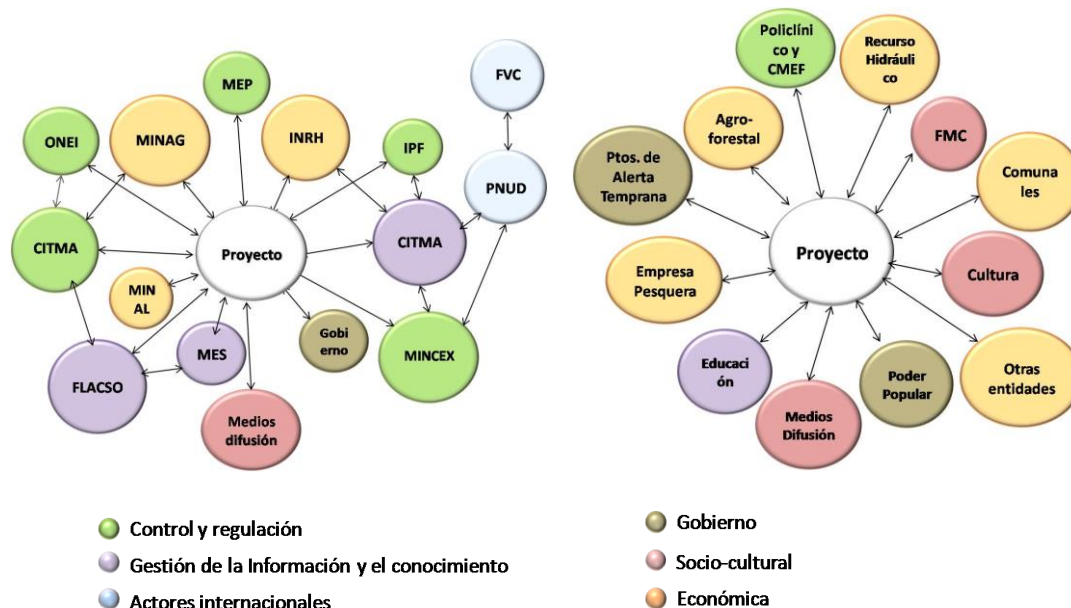 MEP
FVC
ONEI
MINAG
INRH
IPF
PNUD
CITMA
Proyecto
CITMA
MIN
AL
MES
Gobi
erno
MINCEX
FLACSO
Medios
difusión
Policlíni
co y
CMEF
Recurso
Hidráuli
co
Agro-
forestal
FMC
Ptos. de
Alerta
Temprana
Comuna
les
Proyecto
Empresa
Pesquera
Cultura
Educaci
ón
Medios
Difusión
Poder
Popular
Otras
entidades
Control y regulación
Gestión de la Información y el conocimiento
Actores internacionales
Gobierno
Socio-cultural
Económica